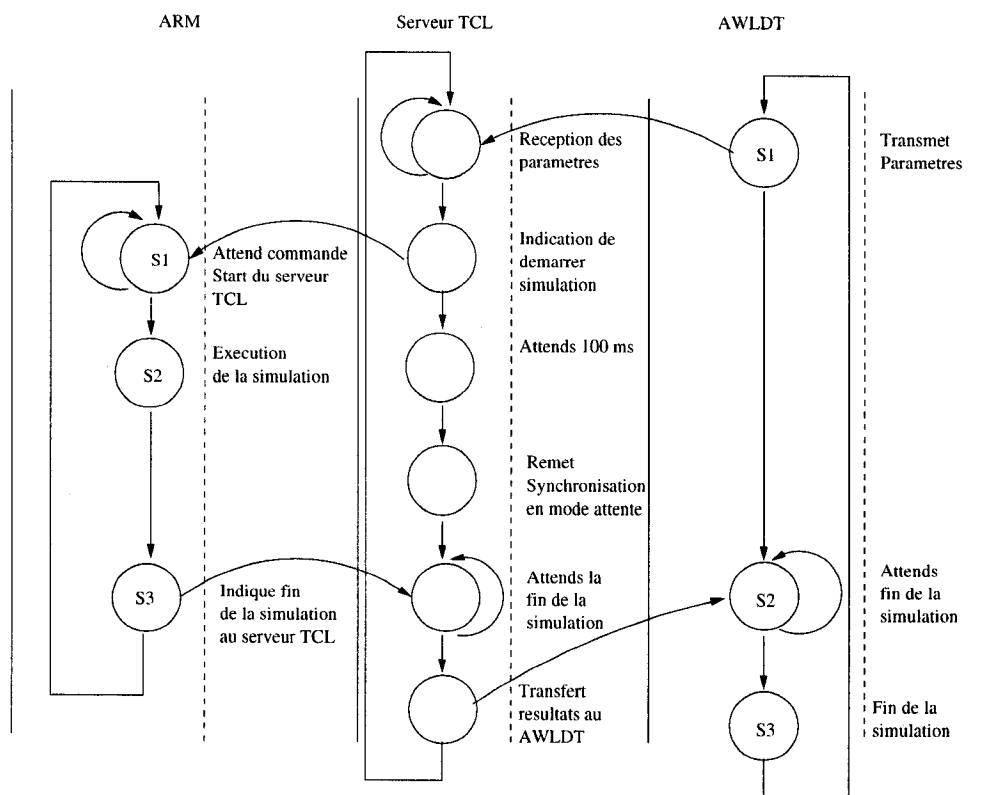 ARM
Serveur TCL
AWLDT
S1
Attend commande
Start du serveur
TCL
S2
Execution
de la simulation
S3
Indique fin
de la simulation
au serveur TCL
Reception des
parametres
Indication de
demarrer
simulation
Attends 100 ms
Remet
Synchronisation
en mode attente
Attends la
fin de la
simulation
Transfert
resultats au
AWLDT
S1
Transmet
Parametres
S2
Attends
fin de la
simulation
S3
Fin de la
simulation